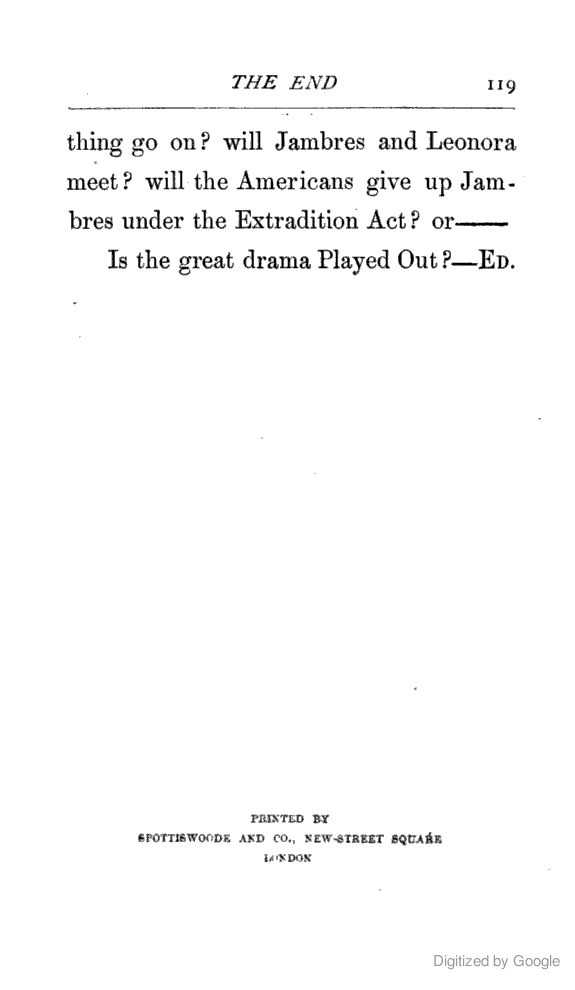 THE END 119
thing go on? will Jambres and Leonora
meet? will the Americans give up Jam-
bres under the Extradition Act? or——
Is the great drama Played Out?—ED.
PRINTED BY
SPOTTISWOODE AND CO., NEW-STREET SQUARE
LONDON
Digitized by Google